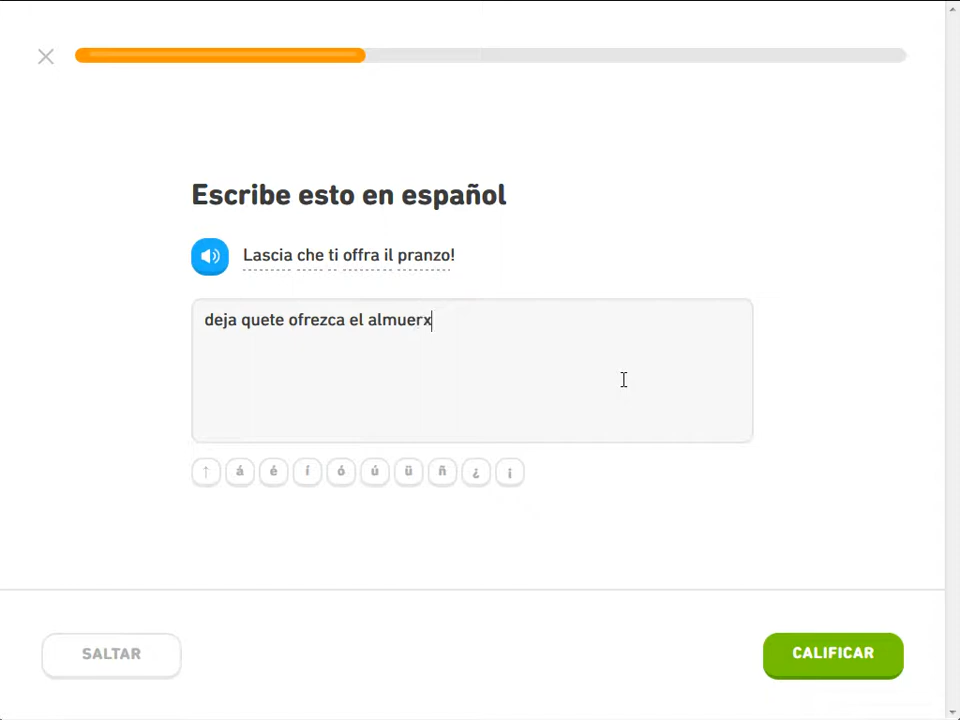 Escribe esto en español
Lascia che ti offra il pranzo!
deja quete ofrezca el almuerx
↑ á é í ó ú ü ñ ¿ ¡
SALTAR
CALIFICAR